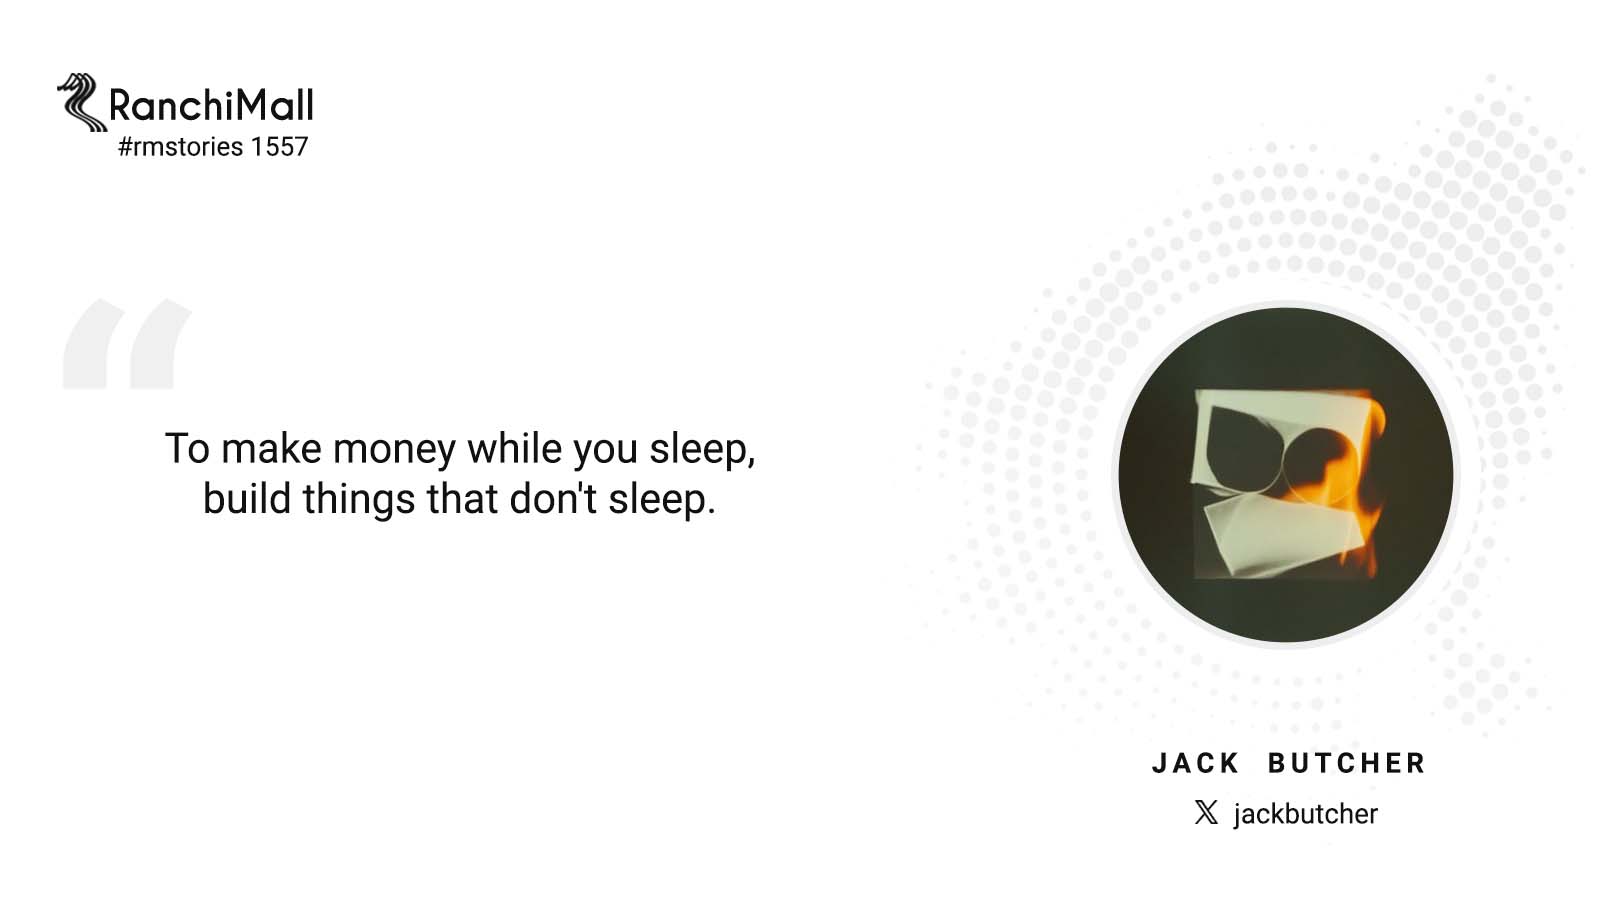 RanchiMall
#rmstories 1557
“
To make money while you sleep,
build things that don't sleep.
JACK BUTCHER
𝕏 jackbutcher